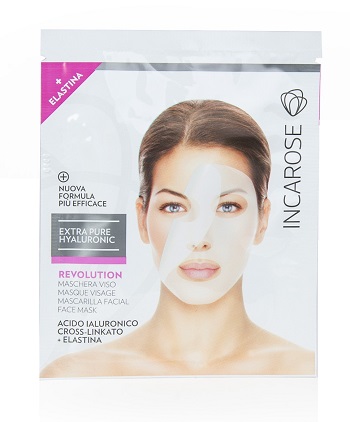 + ELASTINA
INCAROSE
+
NUOVA
FORMULA
PIÙ EFFICACE
EXTRA PURE
HYALURONIC
REVOLUTION
MASCHERA VISO
MASQUE VISAGE
MASCARILLA FACIAL
FACE MASK
ACIDO IALURONICO
CROSS-LINKATO
+ ELASTINA